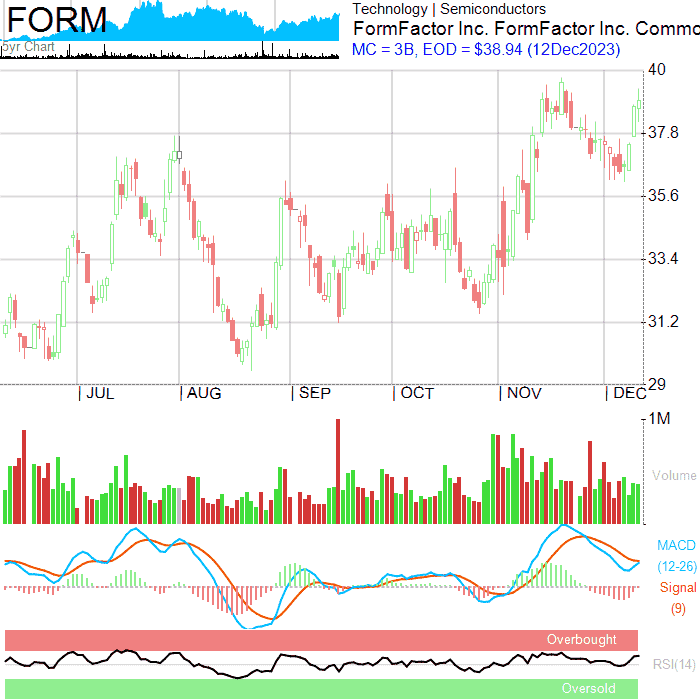 FORM
5yr Chart
Technology | Semiconductors
FormFactor Inc. FormFactor Inc. Commo
MC = 3B, EOD = $38.94 (12Dec2023)
40
37.8
35.6
33.4
31.2
29
| JUL | AUG | SEP | OCT | NOV | DEC
1M
Volume
MACD
(12-26)
Signal
(9)
Overbought
RSI(14)
Oversold